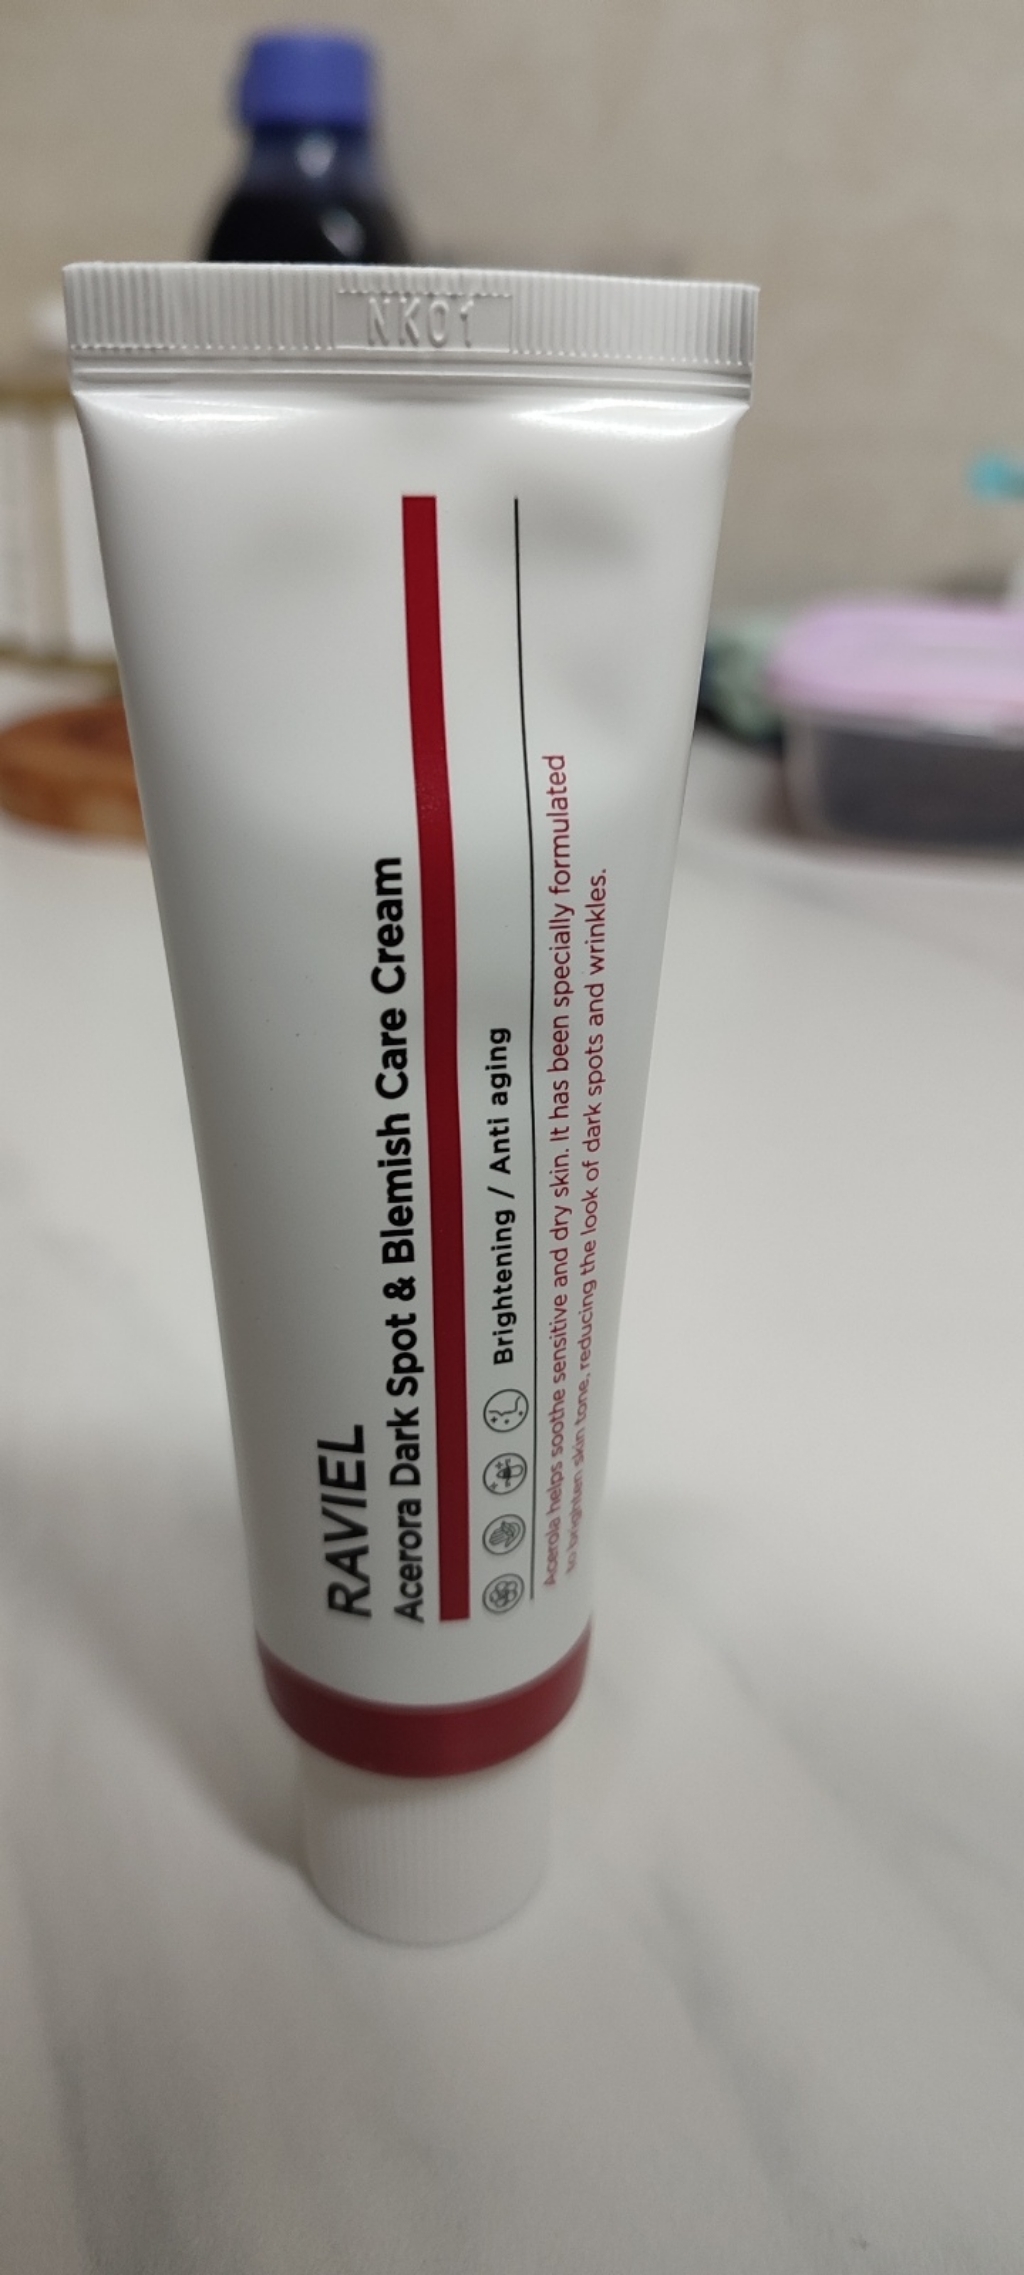 NK01
RAVIEL
Acerora Dark Spot & Blemish Care Cream
Brightening / Anti aging
Acerola helps soothe sensitive and dry skin. It has been specially formulated
to brighten skin tone, reducing the look of dark spots and wrinkles.